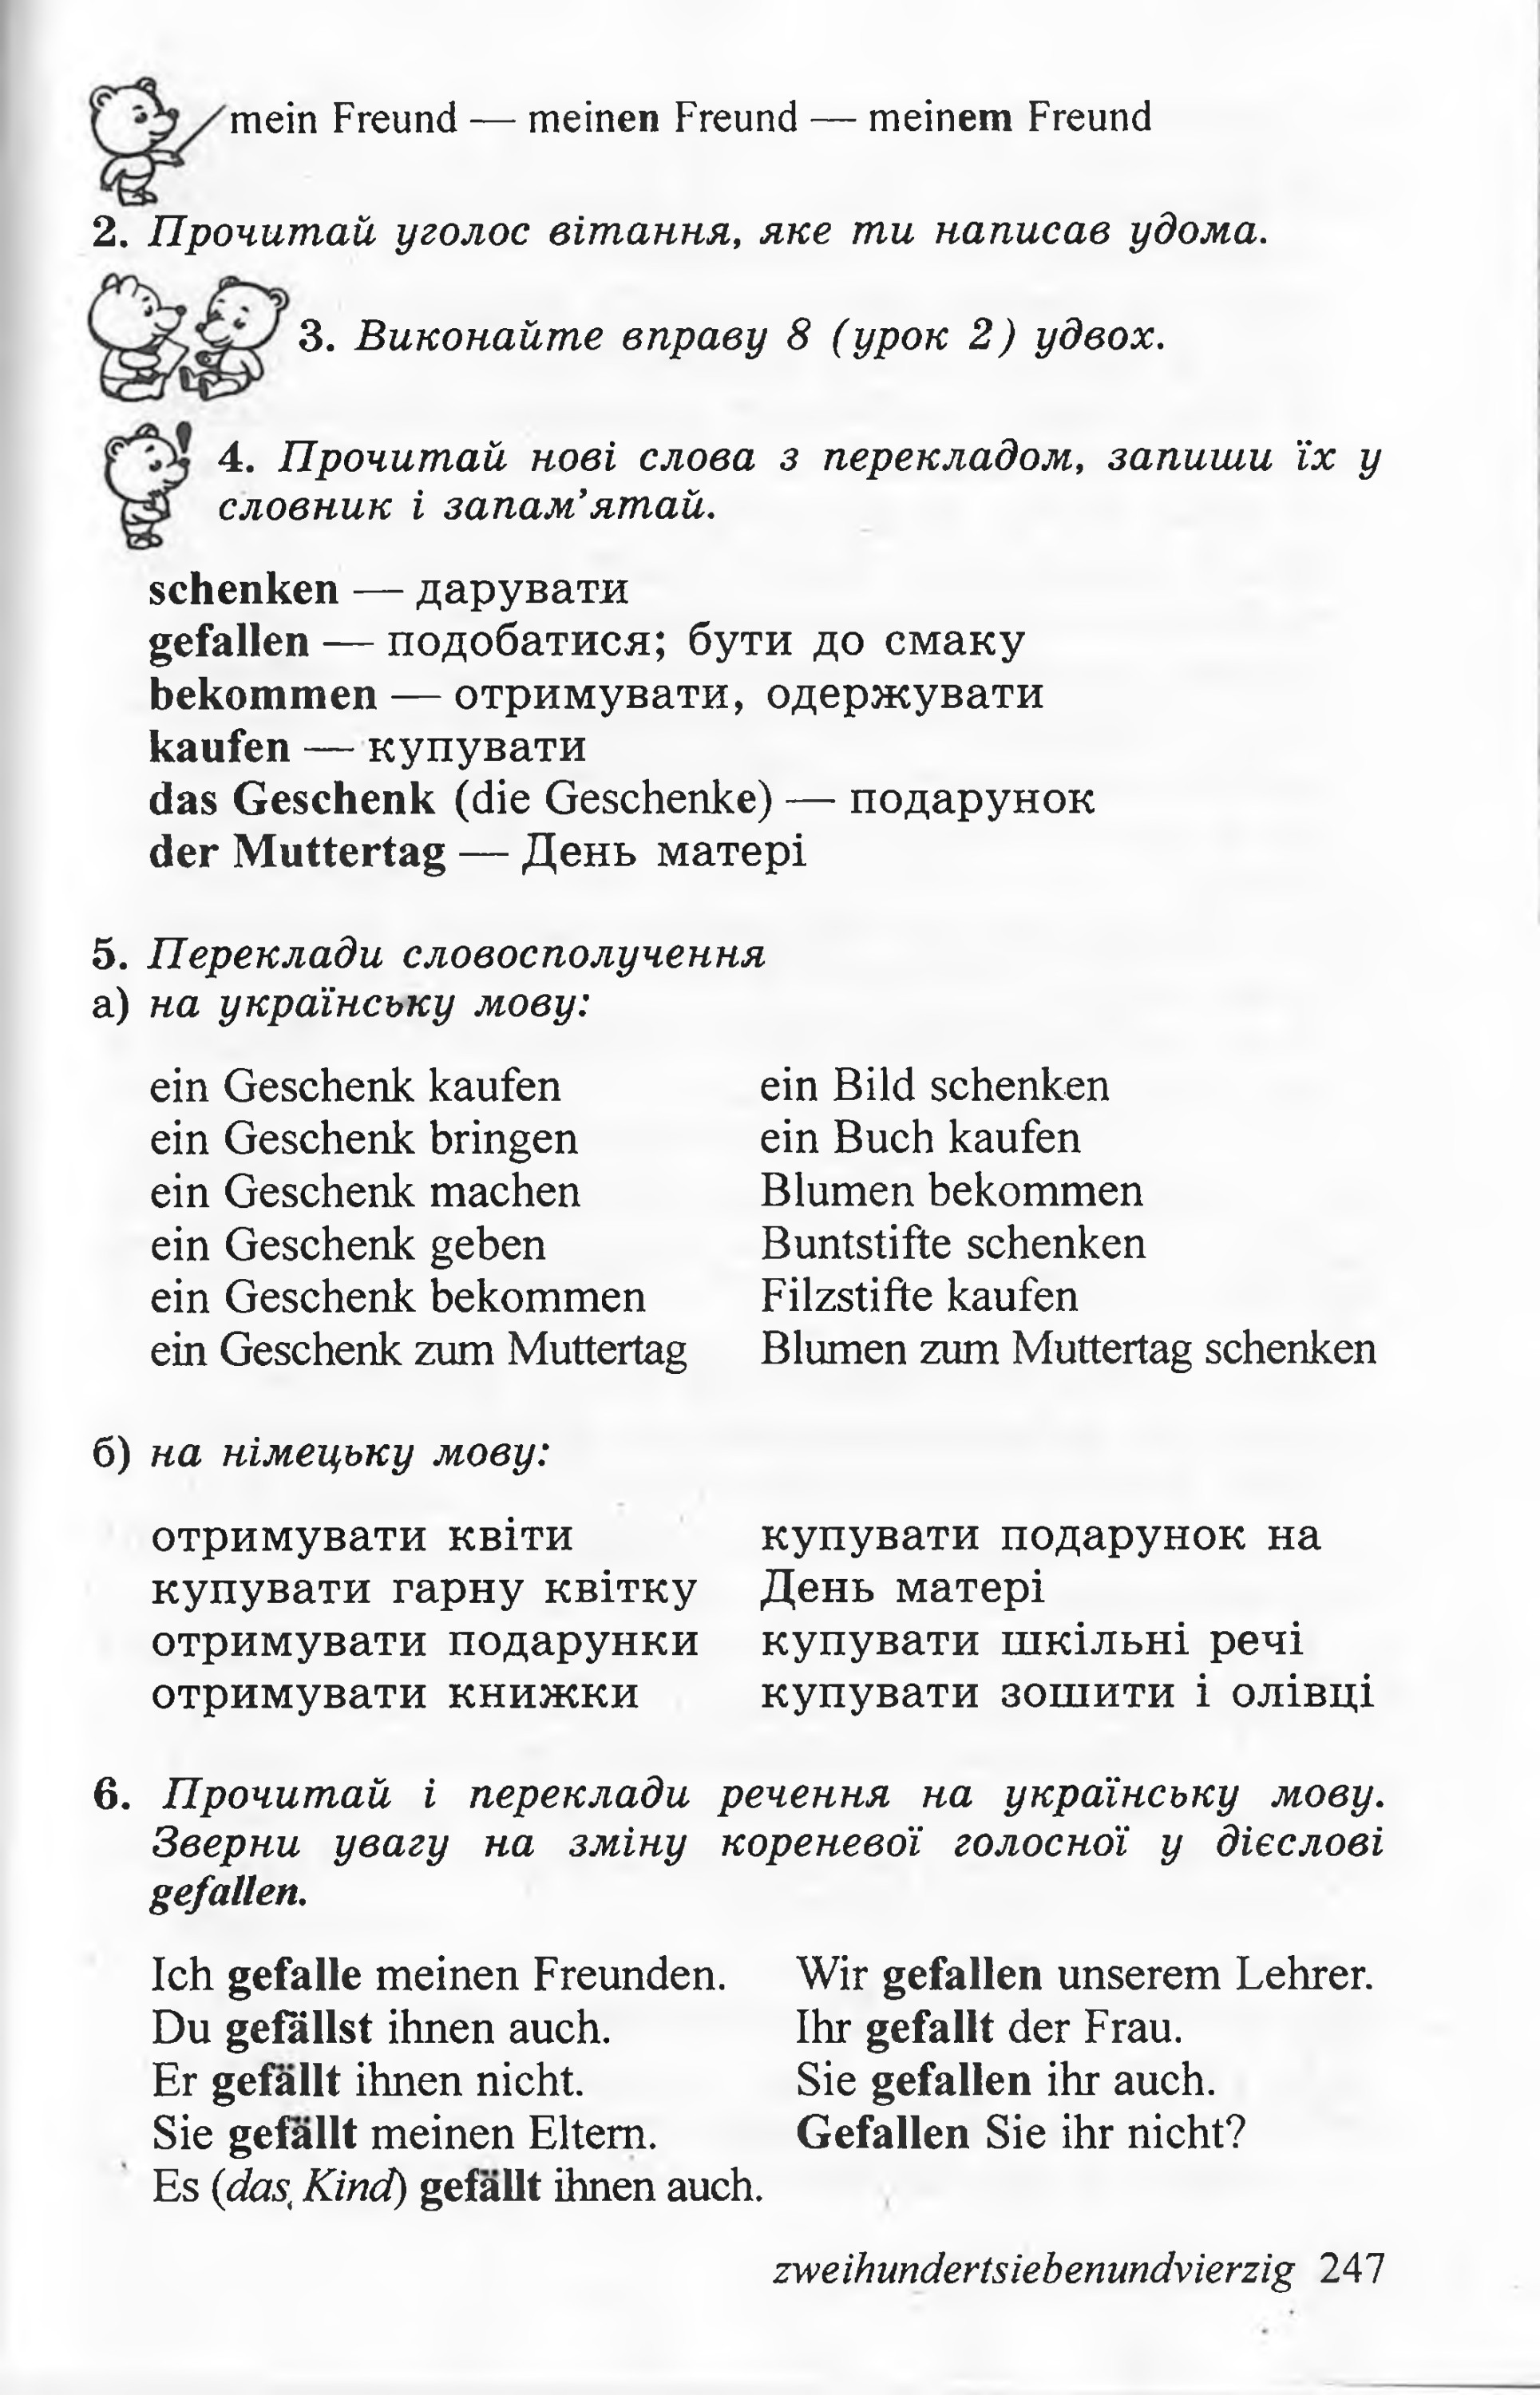 mein Freund — meinen Freund — meinem Freund
2. Прочитай уголос вітання, яке ти написав удома.
3. Виконайте вправу 8 (урок 2) удвох.
4. Прочитай нові слова з перекладом, запиши їх у
словник і запам’ятай.
schenken — дарувати
gefallen — подобатися; бути до смаку
bekommen — отримувати, одержувати
kaufen — купувати
das Geschenk (die Geschenke) — подарунок
der Muttertag — День матері
5. Переклади словосполучення
а) на українську мову:
ein Geschenk kaufen
ein Geschenk bringen
ein Geschenk machen
ein Geschenk geben
ein Geschenk bekommen
ein Geschenk zum Muttertag
ein Bild schenken
ein Buch kaufen
Blumen bekommen
Buntstifte schenken
Filzstifte kaufen
Blumen zum Muttertag schenken
б) на німецьку мову:
отримувати квіти
купувати гарну квітку
отримувати подарунки
отримувати книжки
купувати подарунок на
День матері
купувати шкільні речі
купувати зошити і олівці
6. Прочитай і переклади речення на українську мову.
Зверни увагу на зміну кореневої голосної у дієслові
gefallen.
Ich gefalle meinen Freunden.
Du gefällst ihnen auch.
Er gefällt ihnen nicht.
Sie gefällt meinen Eltern.
Es (das Kind) gefällt ihnen auch.
Wir gefallen unserem Lehrer.
Ihr gefallt der Frau.
Sie gefallen ihr auch.
Gefallen Sie ihr nicht?
zweihundertsiebenundvierzig 247